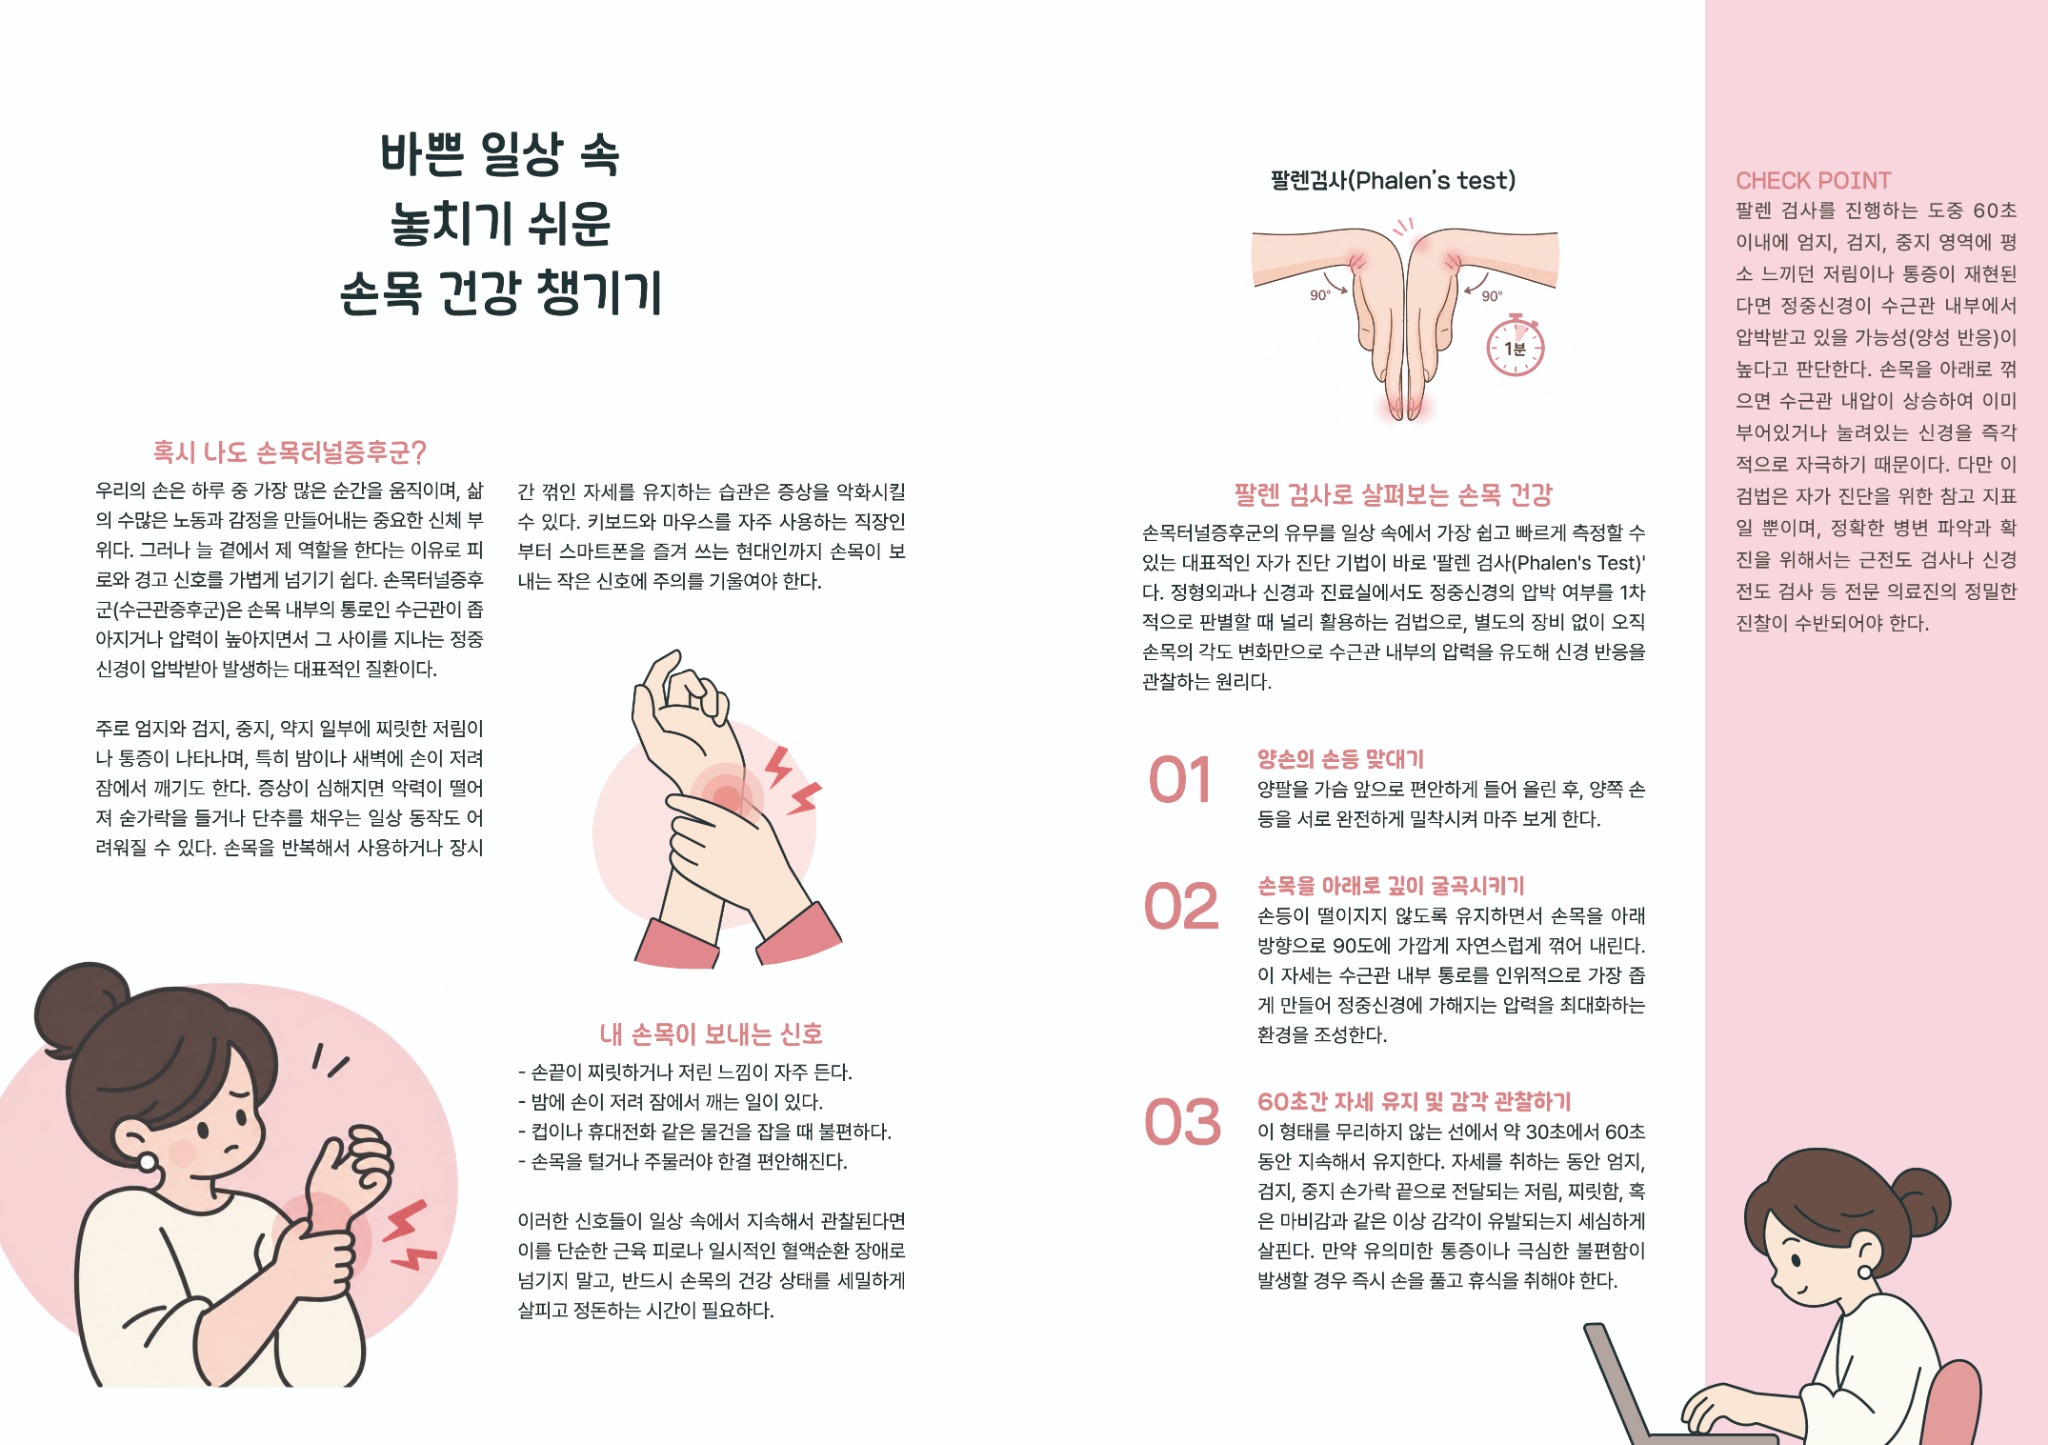 바쁜 일상 속
놓치기 쉬운
손목 건강 챙기기
혹시 나도 손목터널증후군?
우리의 손은 하루 중 가장 많은 순간을 움직이며, 삶
의 수많은 노동과 감정을 만들어내는 중요한 신체 부
위다. 그러나 늘 곁에서 제 역할을 한다는 이유로 피
로와 경고 신호를 가볍게 넘기기 쉽다. 손목터널증후
군(수근관증후군)은 손목 내부의 통로인 수근관이 좁
아지거나 압력이 높아지면서 그 사이를 지나는 정중
신경이 압박받아 발생하는 대표적인 질환이다.
주로 엄지와 검지, 중지, 약지 일부에 찌릿한 저림이
나 통증이 나타나며, 특히 밤이나 새벽에 손이 저려
잠에서 깨기도 한다. 증상이 심해지면 악력이 떨어
져 숟가락을 들거나 단추를 채우는 일상 동작도 어
려워질 수 있다. 손목을 반복해서 사용하거나 장시
간 꺾인 자세를 유지하는 습관은 증상을 악화시킬
수 있다. 키보드와 마우스를 자주 사용하는 직장인
부터 스마트폰을 즐겨 쓰는 현대인까지 손목이 보
내는 작은 신호에 주의를 기울여야 한다.
내 손목이 보내는 신호
- 손끝이 찌릿하거나 저린 느낌이 자주 든다.
- 밤에 손이 저려 잠에서 깨는 일이 있다.
- 컵이나 휴대전화 같은 물건을 잡을 때 불편하다.
- 손목을 털거나 주물러야 한결 편안해진다.
이러한 신호들이 일상 속에서 지속해서 관찰된다면
이를 단순한 근육 피로나 일시적인 혈액순환 장애로
넘기지 말고, 반드시 손목의 건강 상태를 세밀하게
살피고 정돈하는 시간이 필요하다.
팔렌검사(Phalen's test)
90°
90°
1분
팔렌 검사로 살펴보는 손목 건강
손목터널증후군의 유무를 일상 속에서 가장 쉽고 빠르게 측정할 수
있는 대표적인 자가 진단 기법이 바로 '팔렌 검사(Phalen's Test)'
다. 정형외과나 신경과 진료실에서도 정중신경의 압박 여부를 1차
적으로 판별할 때 널리 활용하는 검법으로, 별도의 장비 없이 오직
손목의 각도 변화만으로 수근관 내부의 압력을 유도해 신경 반응을
관찰하는 원리다.
01
양손의 손등 맞대기
양팔을 가슴 앞으로 편안하게 들어 올린 후, 양쪽 손
등을 서로 완전하게 밀착시켜 마주 보게 한다.
02
손목을 아래로 깊이 굴곡시키기
손등이 떨이지지 않도록 유지하면서 손목을 아래
방향으로 90도에 가깝게 자연스럽게 꺾어 내린다.
이 자세는 수근관 내부 통로를 인위적으로 가장 좁
게 만들어 정중신경에 가해지는 압력을 최대화하는
환경을 조성한다.
03
60초간 자세 유지 및 감각 관찰하기
이 형태를 무리하지 않는 선에서 약 30초에서 60초
동안 지속해서 유지한다. 자세를 취하는 동안 엄지,
검지, 중지 손가락 끝으로 전달되는 저림, 찌릿함, 혹
은 마비감과 같은 이상 감각이 유발되는지 세심하게
살핀다. 만약 유의미한 통증이나 극심한 불편함이
발생할 경우 즉시 손을 풀고 휴식을 취해야 한다.
CHECK POINT
팔렌 검사를 진행하는 도중 60초
이내에 엄지, 검지, 중지 영역에 평
소 느끼던 저림이나 통증이 재현된
다면 정중신경이 수근관 내부에서
압박받고 있을 가능성(양성 반응)이
높다고 판단한다. 손목을 아래로 꺾
으면 수근관 내압이 상승하여 이미
부어있거나 눌려있는 신경을 즉각
적으로 자극하기 때문이다. 다만 이
검법은 자가 진단을 위한 참고 지표
일 뿐이며, 정확한 병변 파악과 확
진을 위해서는 근전도 검사나 신경
전도 검사 등 전문 의료진의 정밀한
진찰이 수반되어야 한다.